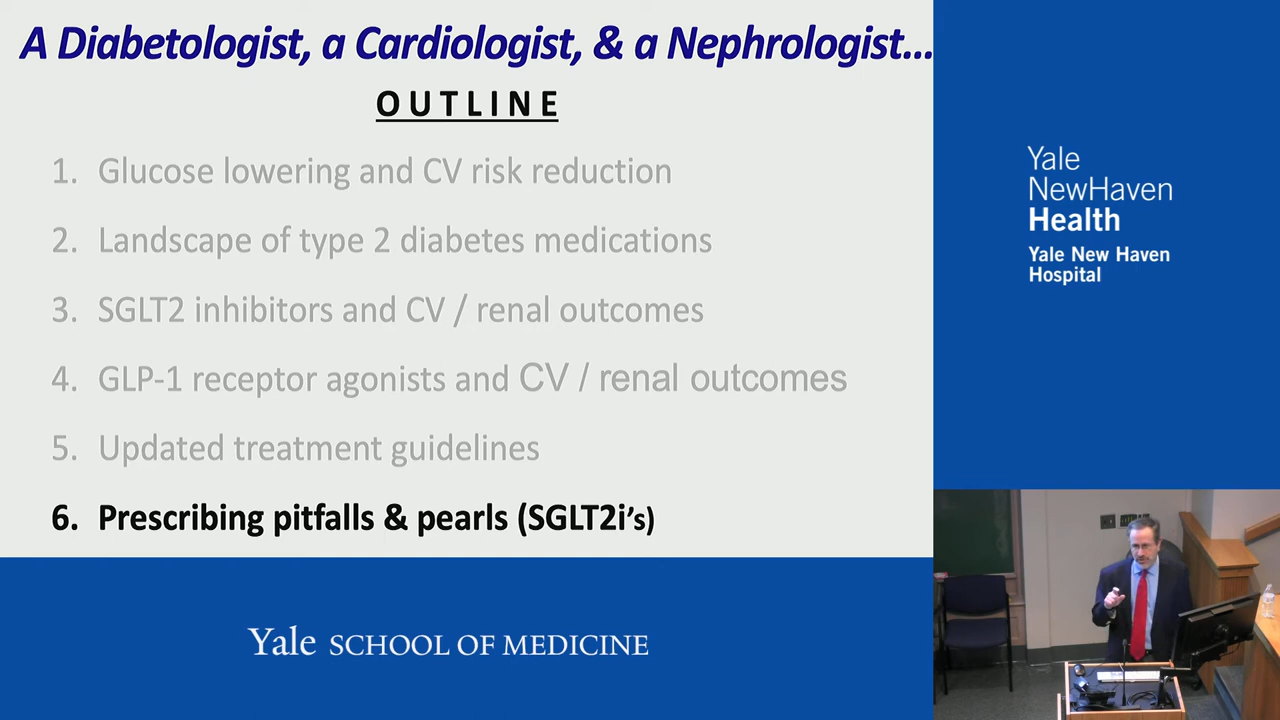 A Diabetologist, a Cardiologist, & a Nephrologist...
OUTLINE
1. Glucose lowering and CV risk reduction
2. Landscape of type 2 diabetes medications
3. SGLT2 inhibitors and CV / renal outcomes
4. GLP-1 receptor agonists and CV / renal outcomes
5. Updated treatment guidelines
6. Prescribing pitfalls & pearls (SGLT2i’s)
Yale SCHOOL OF MEDICINE
Yale
NewHaven
Health
Yale New Haven
Hospital